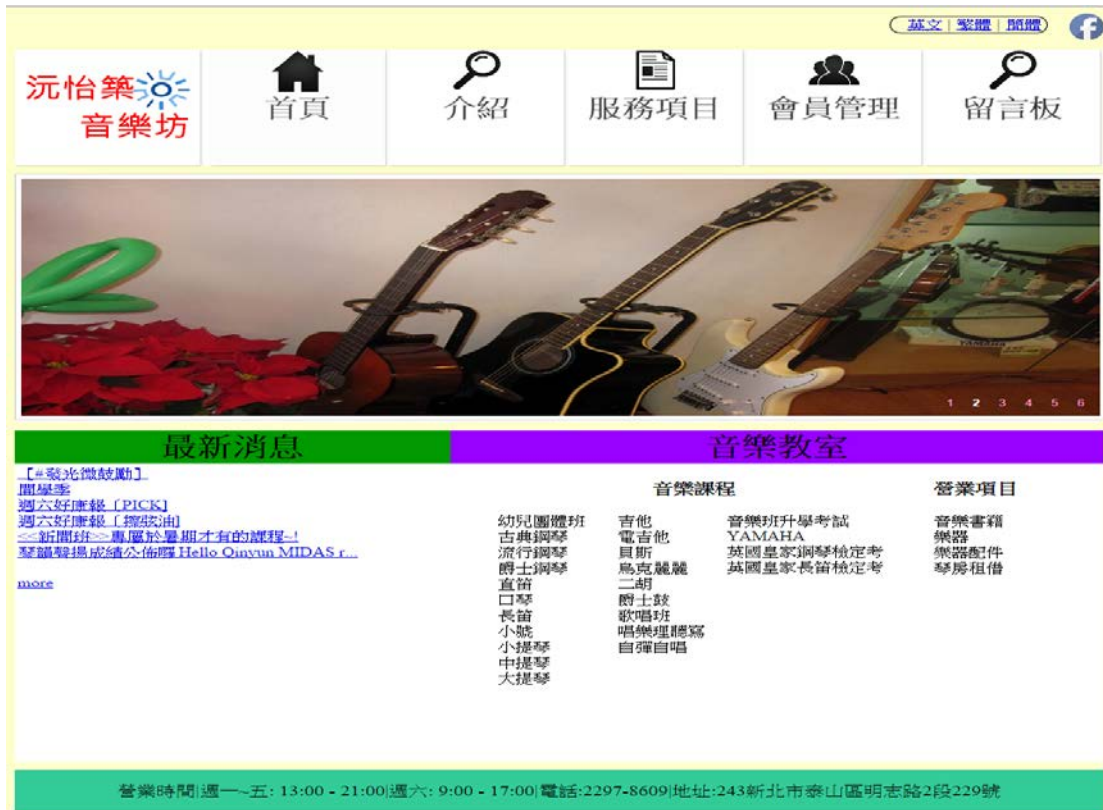 英文 | 繁體 | 簡體
沅怡築
音樂坊
首頁
介紹
服務項目
會員管理
留言板
YAMAHA
1 2 3 4 5 6
最新消息
音樂教室
【#發光微鼓勵】
開學季
週六好康報〔PICK]
週六好康報〔擦弦油]
<<新開班>>專屬於暑期才有的課程~!
琴韻聲揚成績公佈囉 Hello Qinyun MIDAS r...
more
音樂課程
幼兒團體班
古典鋼琴
流行鋼琴
爵士鋼琴
直笛
口琴
長笛
小號
小提琴
中提琴
大提琴
吉他
電吉他
貝斯
烏克麗麗
二胡
爵士鼓
歌唱班
唱樂理聽寫
自彈自唱
音樂班升學考試
YAMAHA
英國皇家鋼琴檢定考
英國皇家長笛檢定考
營業項目
音樂書籍
樂器
樂器配件
琴房租借
營業時間|週一~五: 13:00 - 21:00|週六: 9:00 - 17:00|電話:2297-8609|地址:243新北市泰山區明志路2段229號